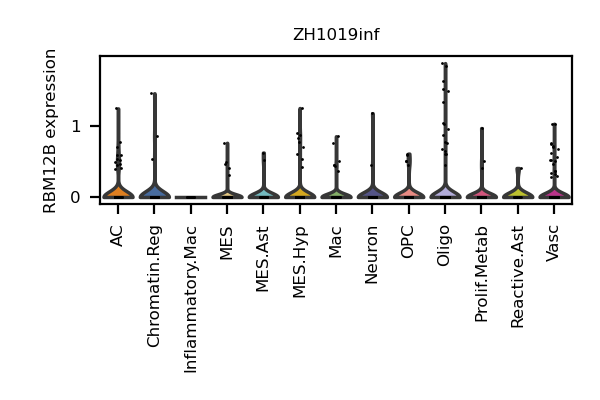 ZH1019inf
RBM12B expression
1
0
AC
Chromatin.Reg
Inflammatory.Mac
MES
MES.Ast
MES.Hyp
Mac
Neuron
OPC
Oligo
Prolif.Metab
Reactive.Ast
Vasc